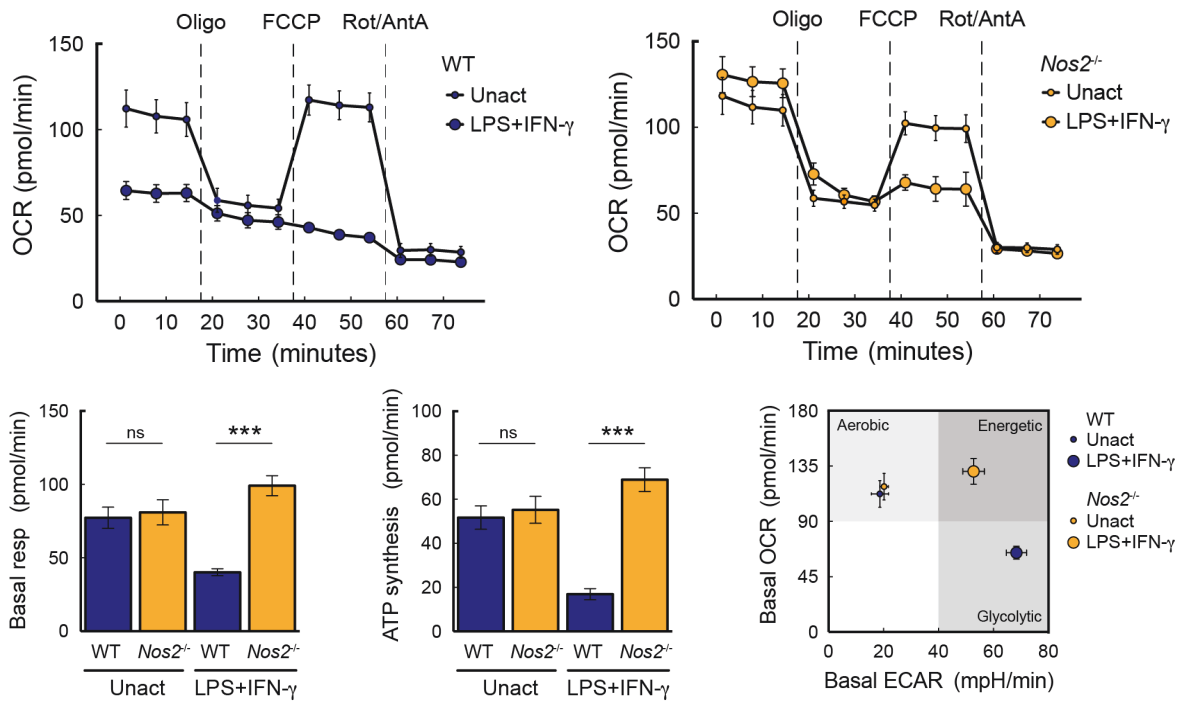 Oligo FCCP Rot/AntA
150
100
50
0
OCR (pmol/min)
WT
Unact
LPS+IFN-γ
0 10 20 30 40 50 60 70
Time (minutes)
Oligo FCCP Rot/AntA
150
100
50
0
OCR (pmol/min)
Nos2-/-
Unact
LPS+IFN-γ
0 10 20 30 40 50 60 70
Time (minutes)
150
100
50
0
Basal resp (pmol/min)
ns
***
WT Nos2-/- WT Nos2-/-
Unact LPS+IFN-γ
100
80
60
40
20
0
ATP synthesis (pmol/min)
ns
***
WT Nos2-/- WT Nos2-/-
Unact LPS+IFN-γ
180
135
90
45
0
Basal OCR (pmol/min)
Aerobic Energetic
Glycolytic
0 20 40 60 80
Basal ECAR (mpH/min)
WT
Unact
LPS+IFN-γ
Nos2-/-
Unact
LPS+IFN-γ